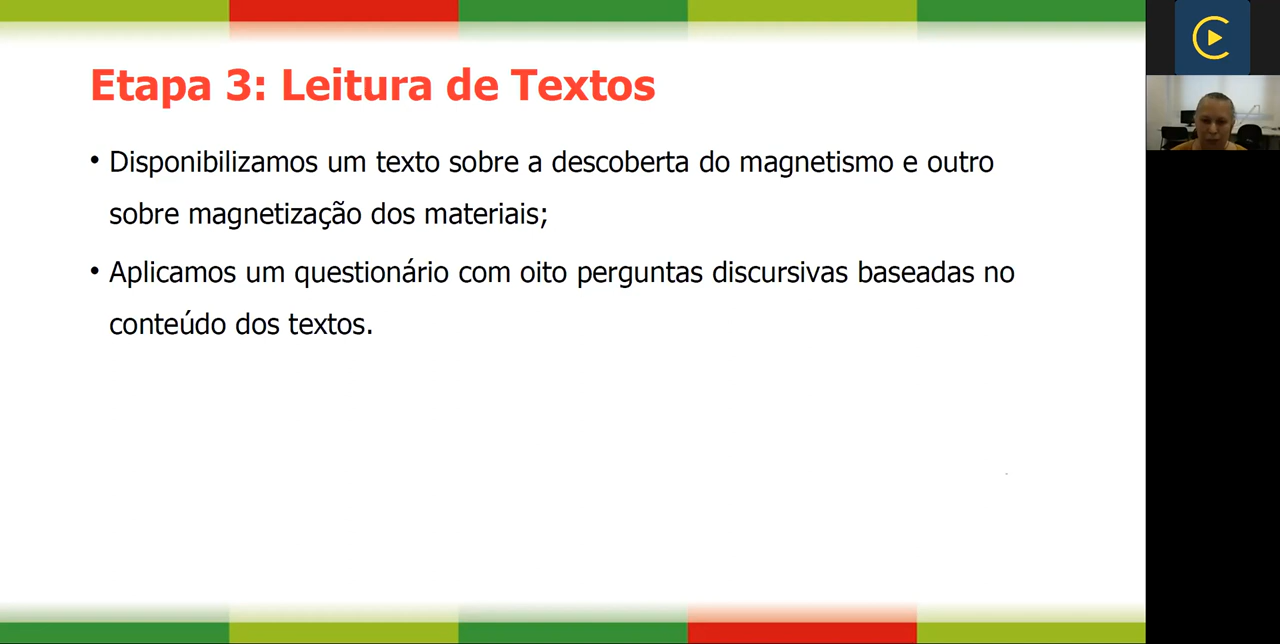 Etapa 3: Leitura de Textos
• Disponibilizamos um texto sobre a descoberta do magnetismo e outro
sobre magnetização dos materiais;
• Aplicamos um questionário com oito perguntas discursivas baseadas no
conteúdo dos textos.